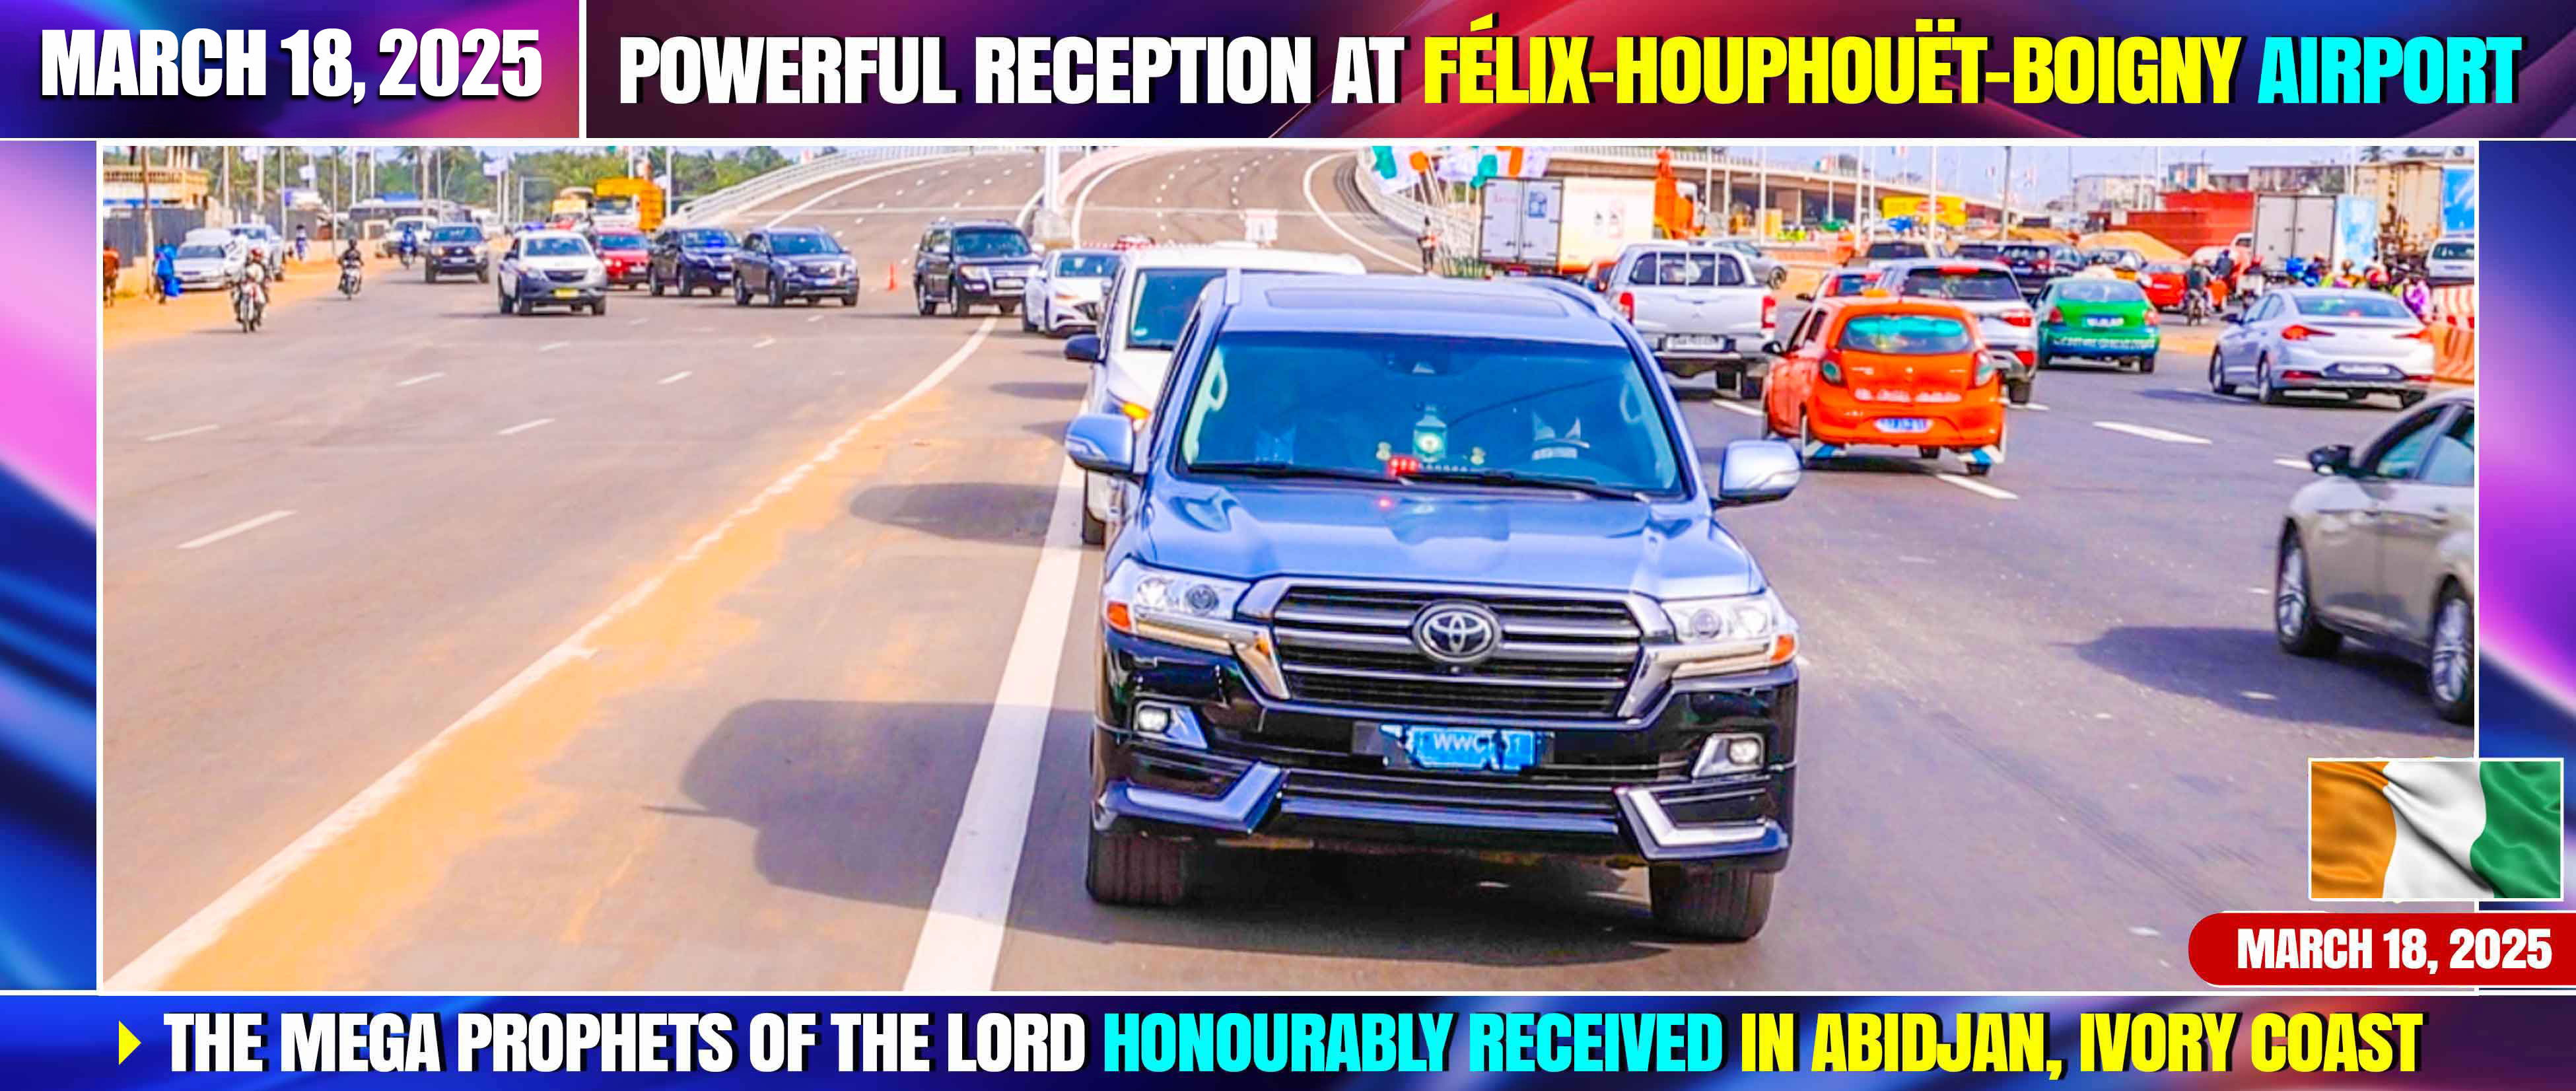 MARCH 18, 2025
POWERFUL RECEPTION AT FÉLIX-HOUPHOUËT-BOIGNY AIRPORT
MARCH 18, 2025
THE MEGA PROPHETS OF THE LORD HONOURABLY RECEIVED IN ABIDJAN, IVORY COAST